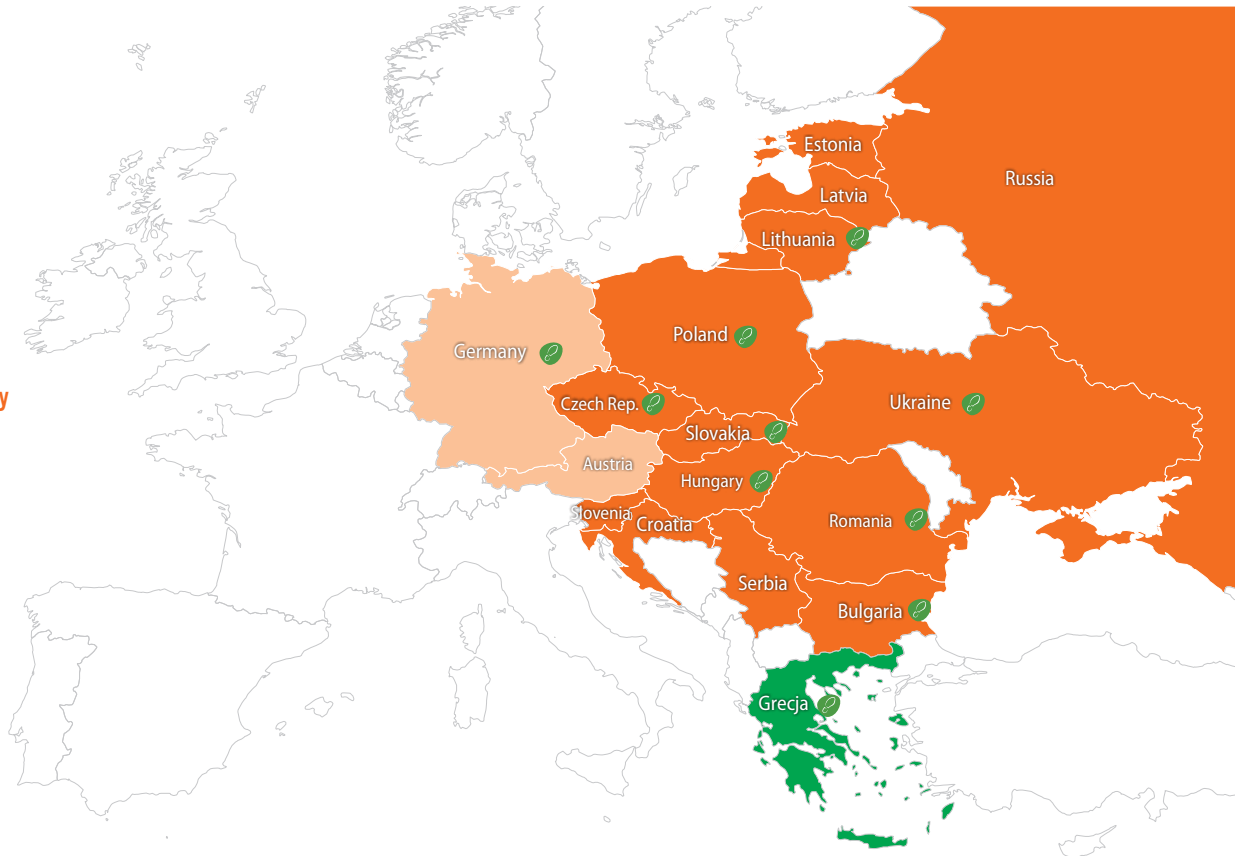 Estonia
Russia
Latvia
Lithuania
Poland
Germany
y
Czech Rep.
Ukraine
Slovakia
Austria
Hungary
Slovenia
Romania
Croatia
Serbia
Bulgaria
Grecja